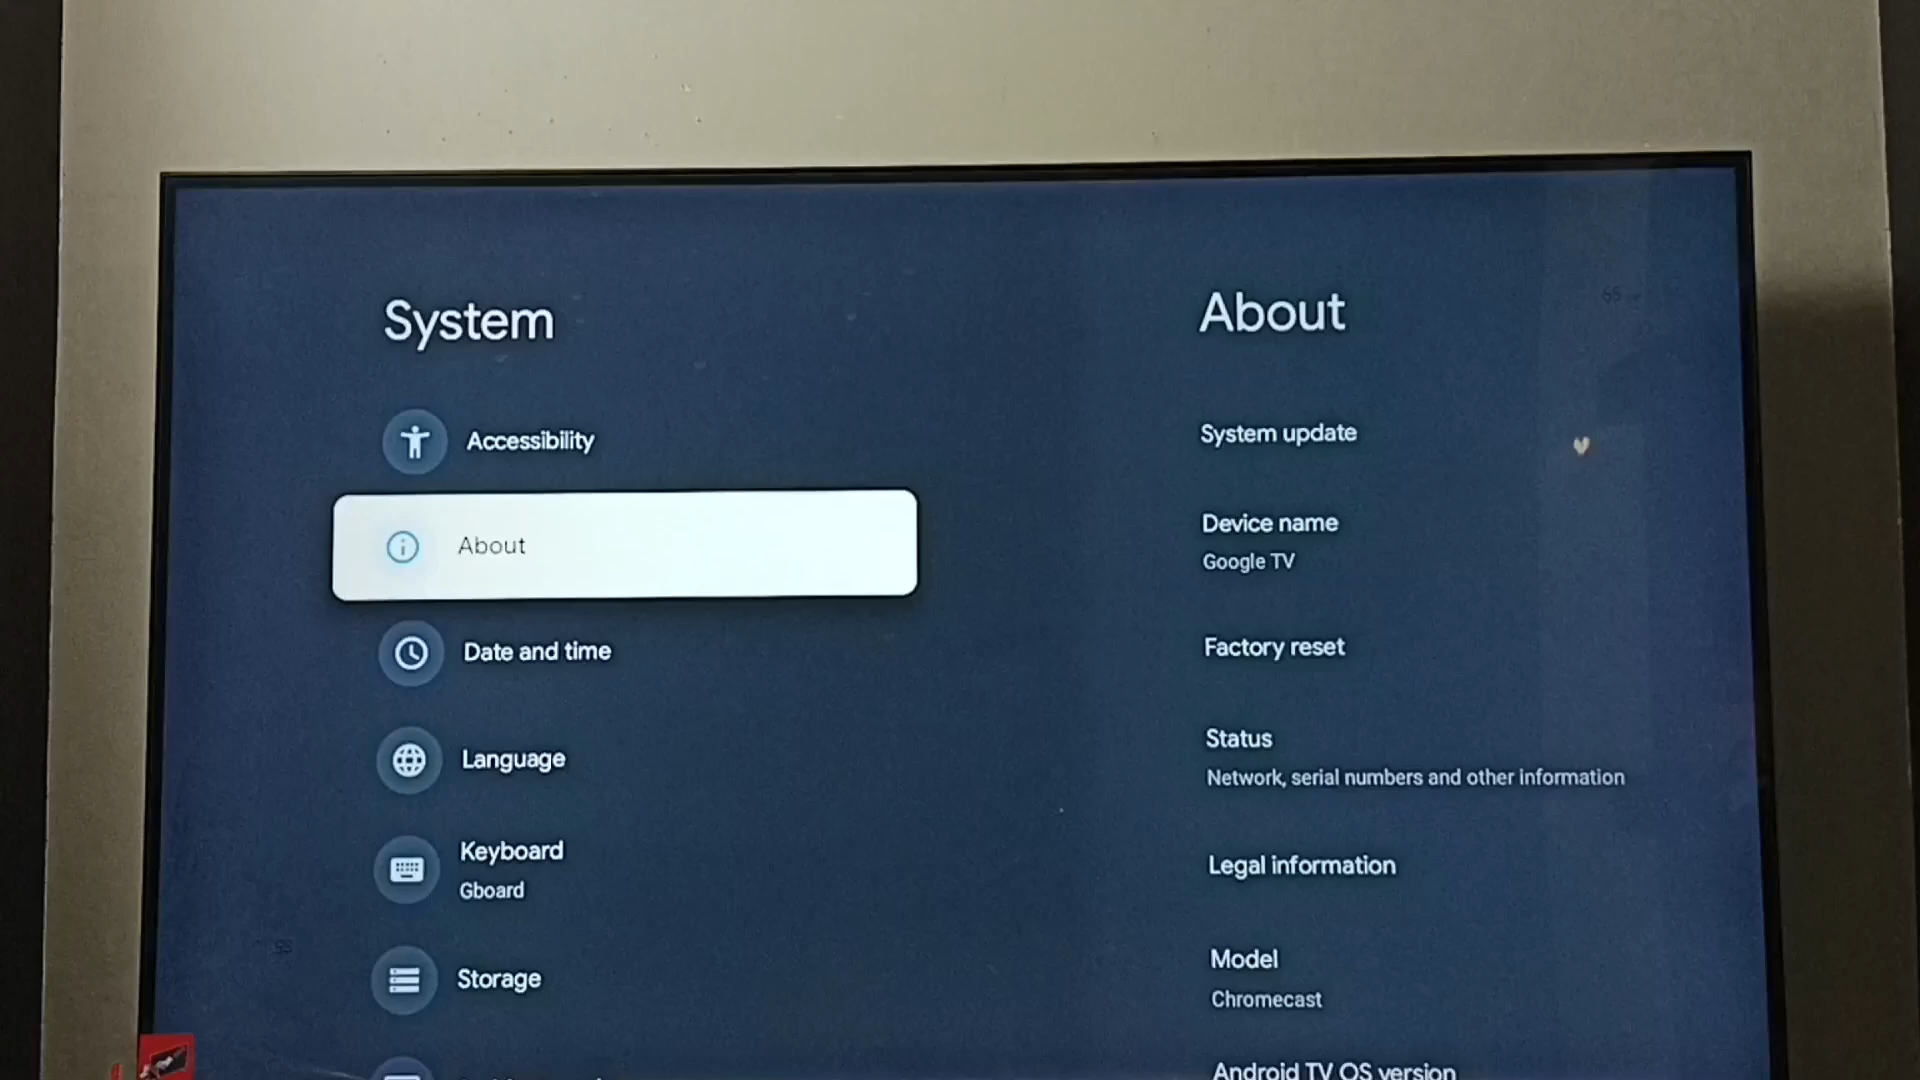 System
Accessibility
About
Date and time
Language
Keyboard
Gboard
Storage
About
System update
Device name
Google TV
Factory reset
Status
Network, serial numbers and other information
Legal information
Model
Chromecast
Android TV OS version